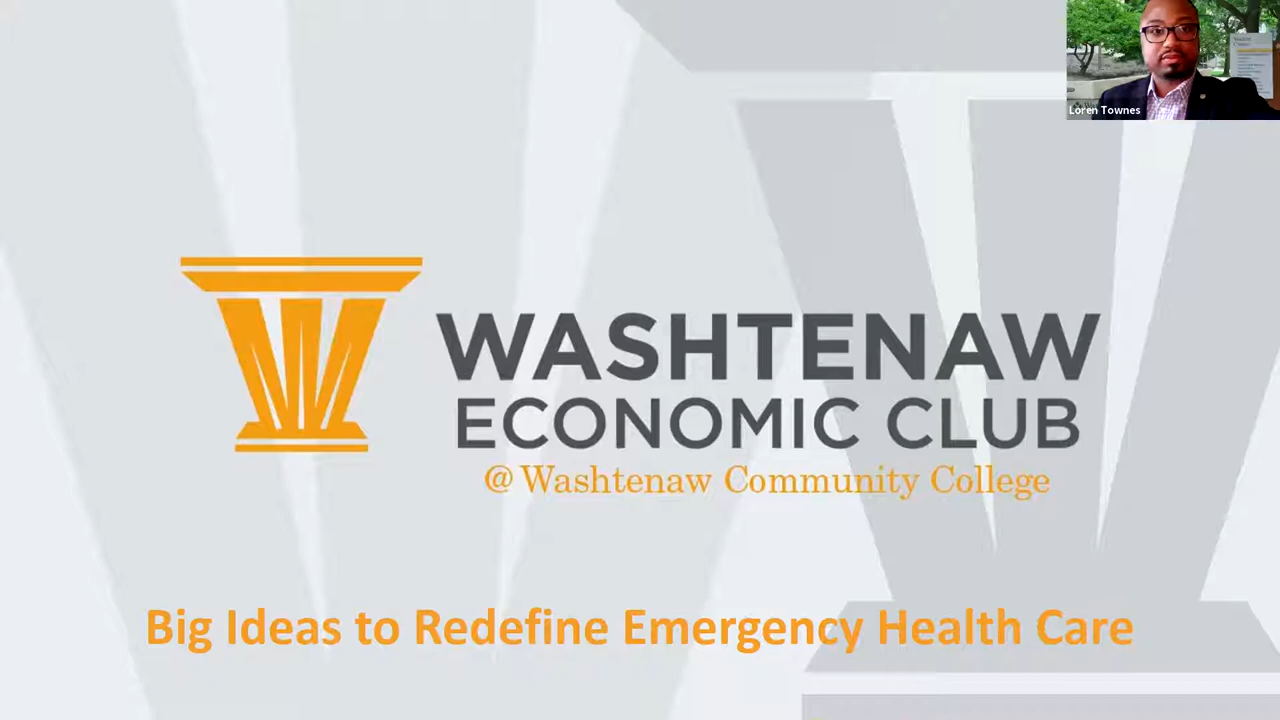 Loren Townes
WASHTENAW
ECONOMIC CLUB
@ Washtenaw Community College
Big Ideas to Redefine Emergency Health Care